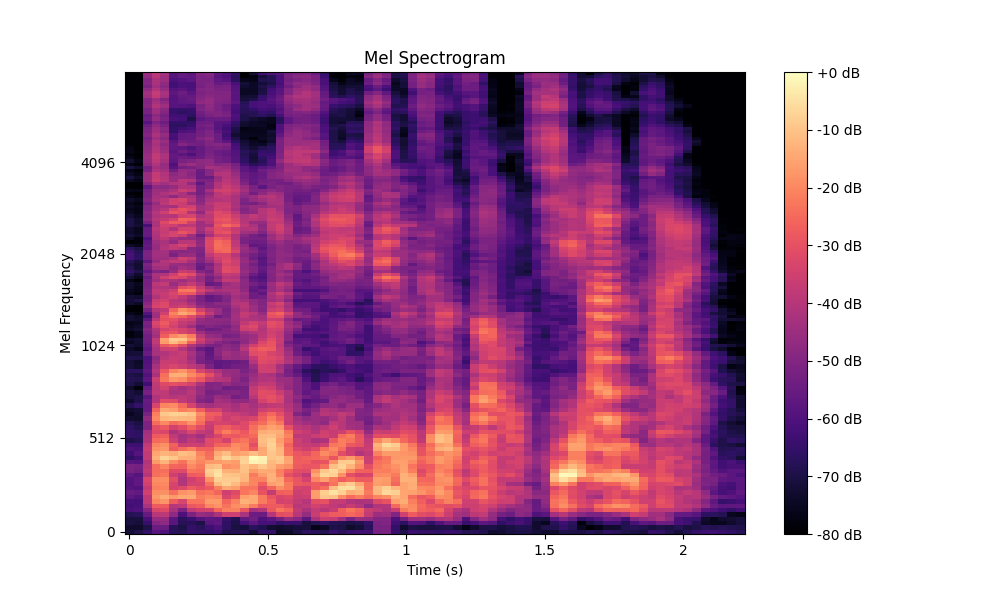 Mel Spectrogram
Mel Frequency
4096
2048
1024
512
0
0
0.5
1
1.5
2
Time (s)
+0 dB
-10 dB
-20 dB
-30 dB
-40 dB
-50 dB
-60 dB
-70 dB
-80 dB